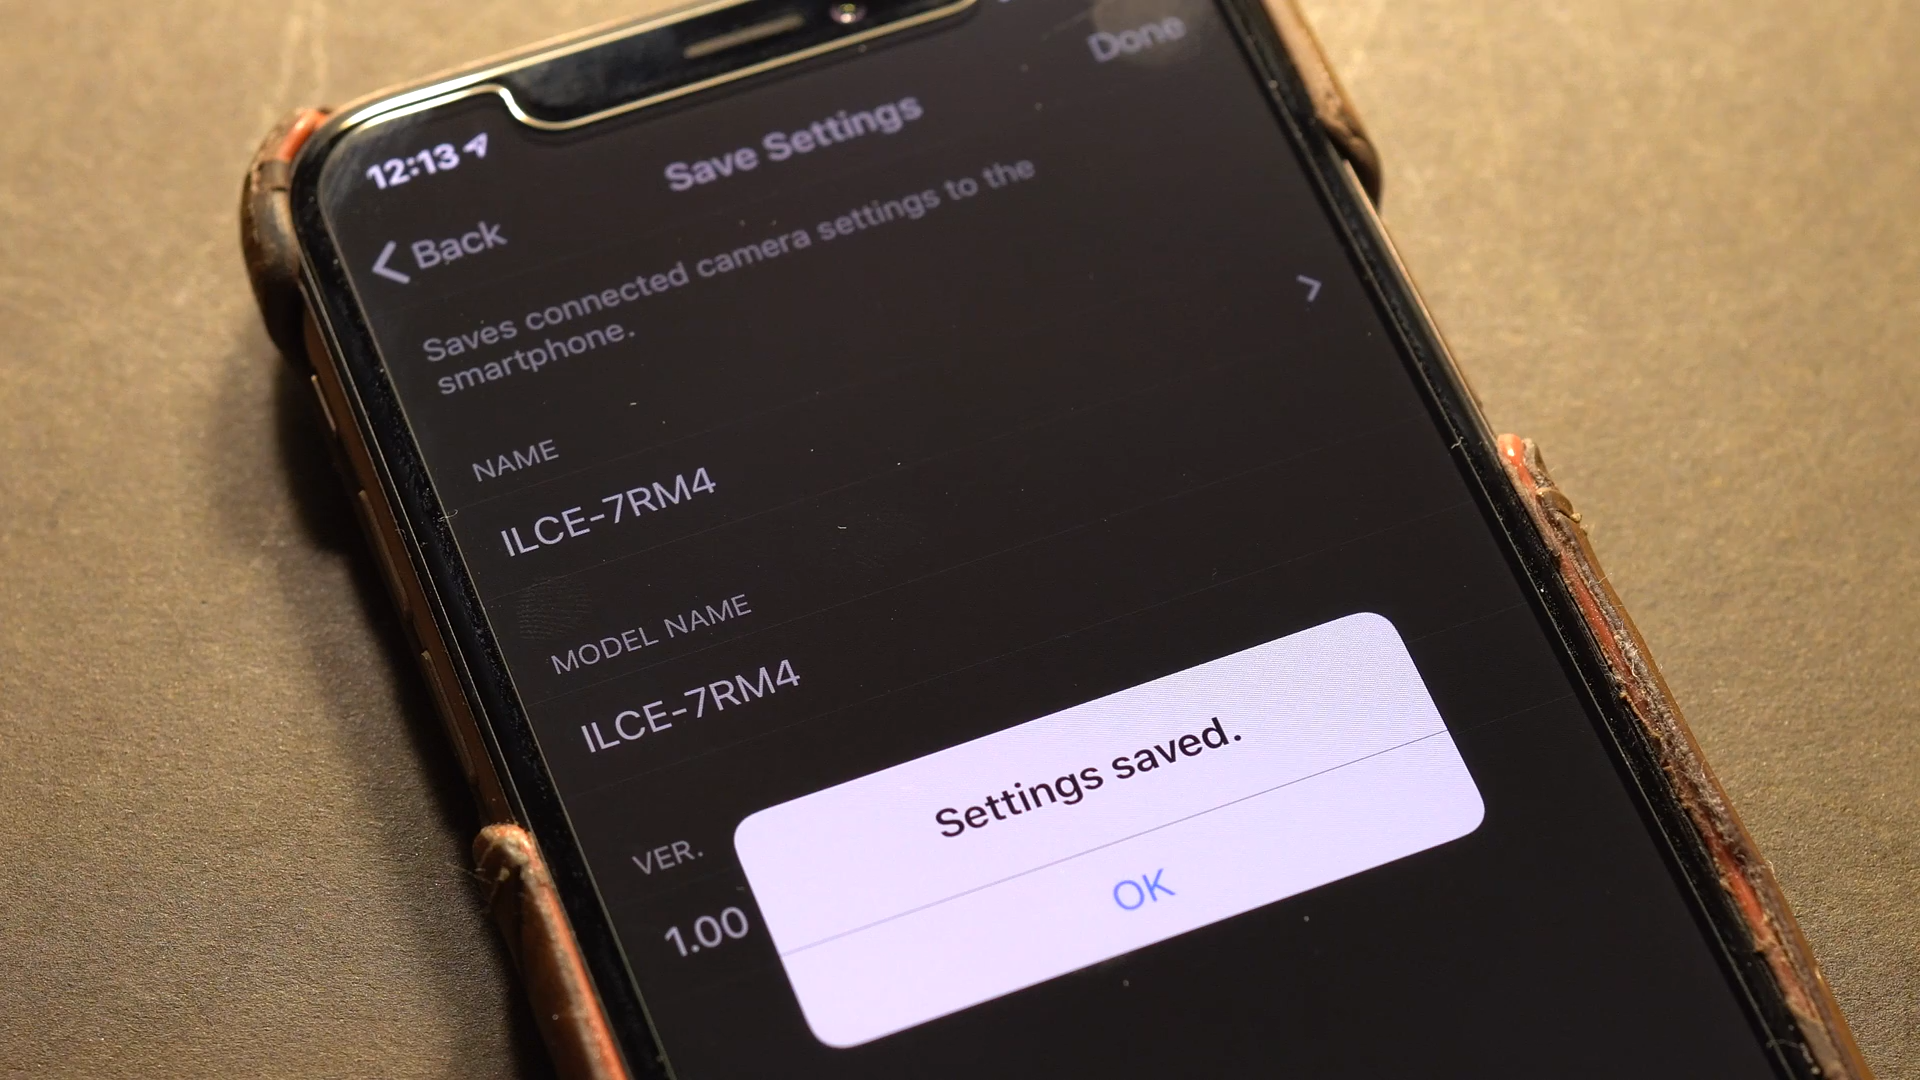 12:13
Done
Save Settings
Back
Saves connected camera settings to the
smartphone.
NAME
ILCE-7RM4
MODEL NAME
ILCE-7RM4
VER.
1.00
Settings saved.
OK